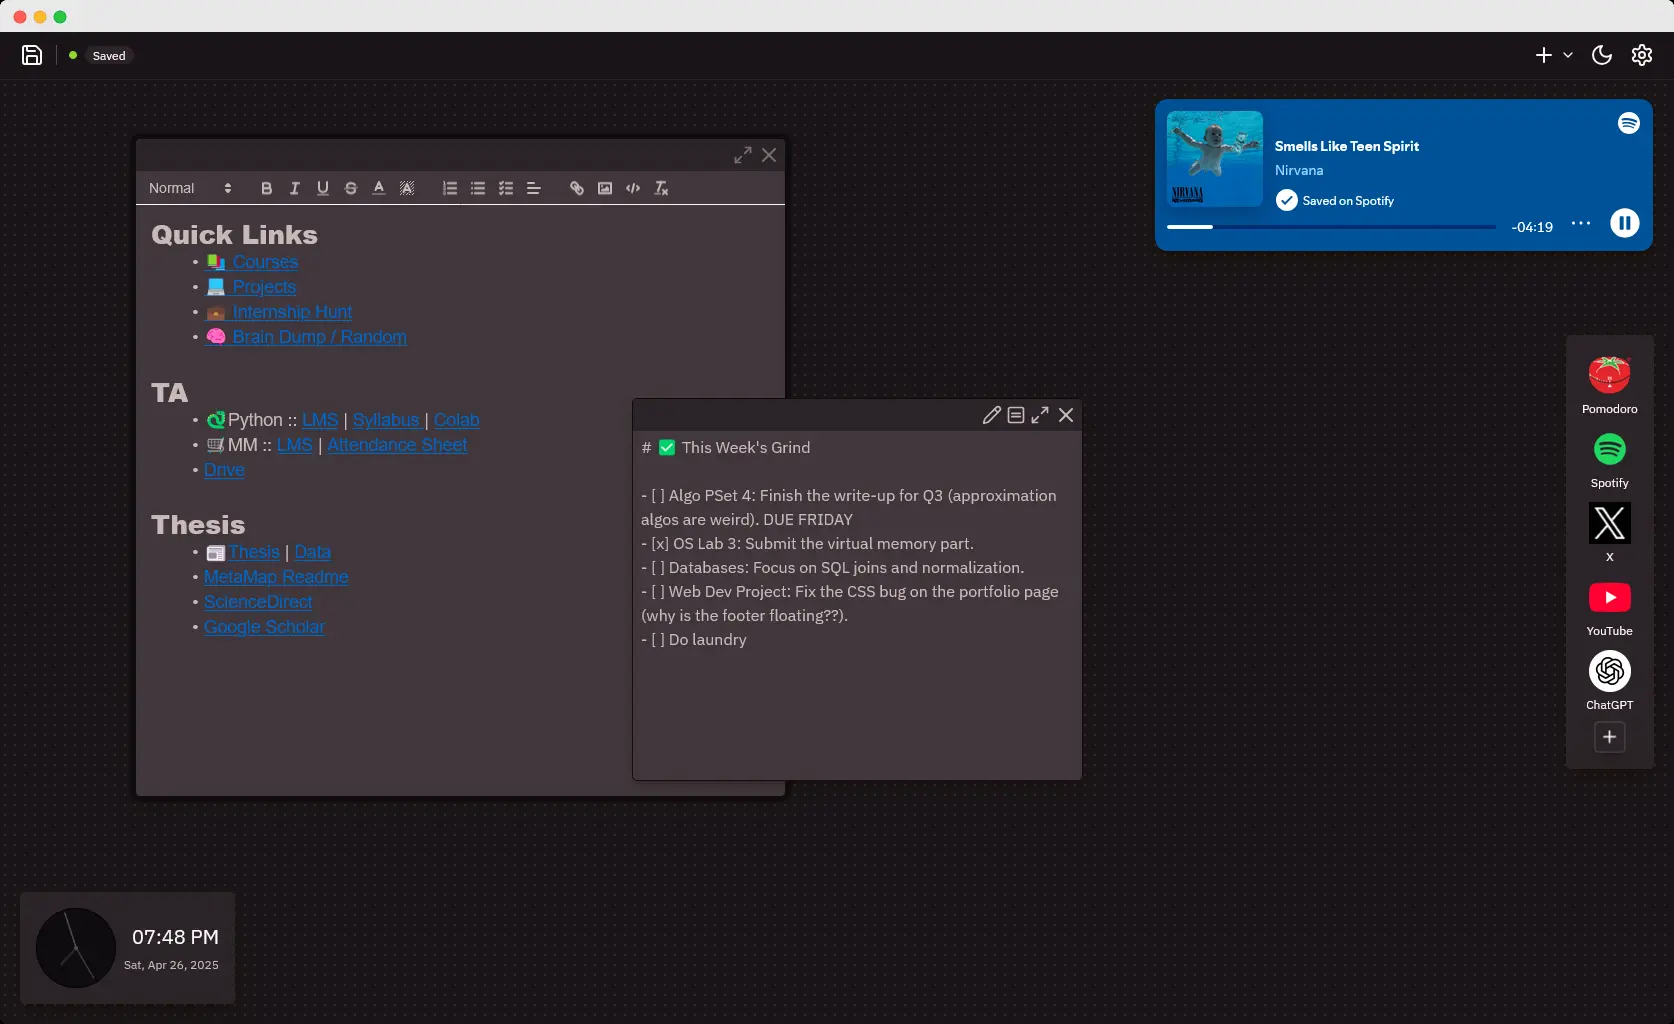 Saved
Normal
Quick Links
Courses
Projects
Internship Hunt
Brain Dump / Random
TA
Python :: LMS | Syllabus | Colab
MM :: LMS | Attendance Sheet
Drive
Thesis
Thesis | Data
MetaMap Readme
ScienceDirect
Google Scholar
# ✅ This Week's Grind
- [ ] Algo PSet 4: Finish the write-up for Q3 (approximation
algos are weird). DUE FRIDAY
- [x] OS Lab 3: Submit the virtual memory part.
- [ ] Databases: Focus on SQL joins and normalization.
- [ ] Web Dev Project: Fix the CSS bug on the portfolio page
(why is the footer floating??).
- [ ] Do laundry
NIRVANA
Smells Like Teen Spirit
Nirvana
Saved on Spotify
-04:19
Pomodoro
Spotify
X
YouTube
ChatGPT
07:48 PM
Sat, Apr 26, 2025